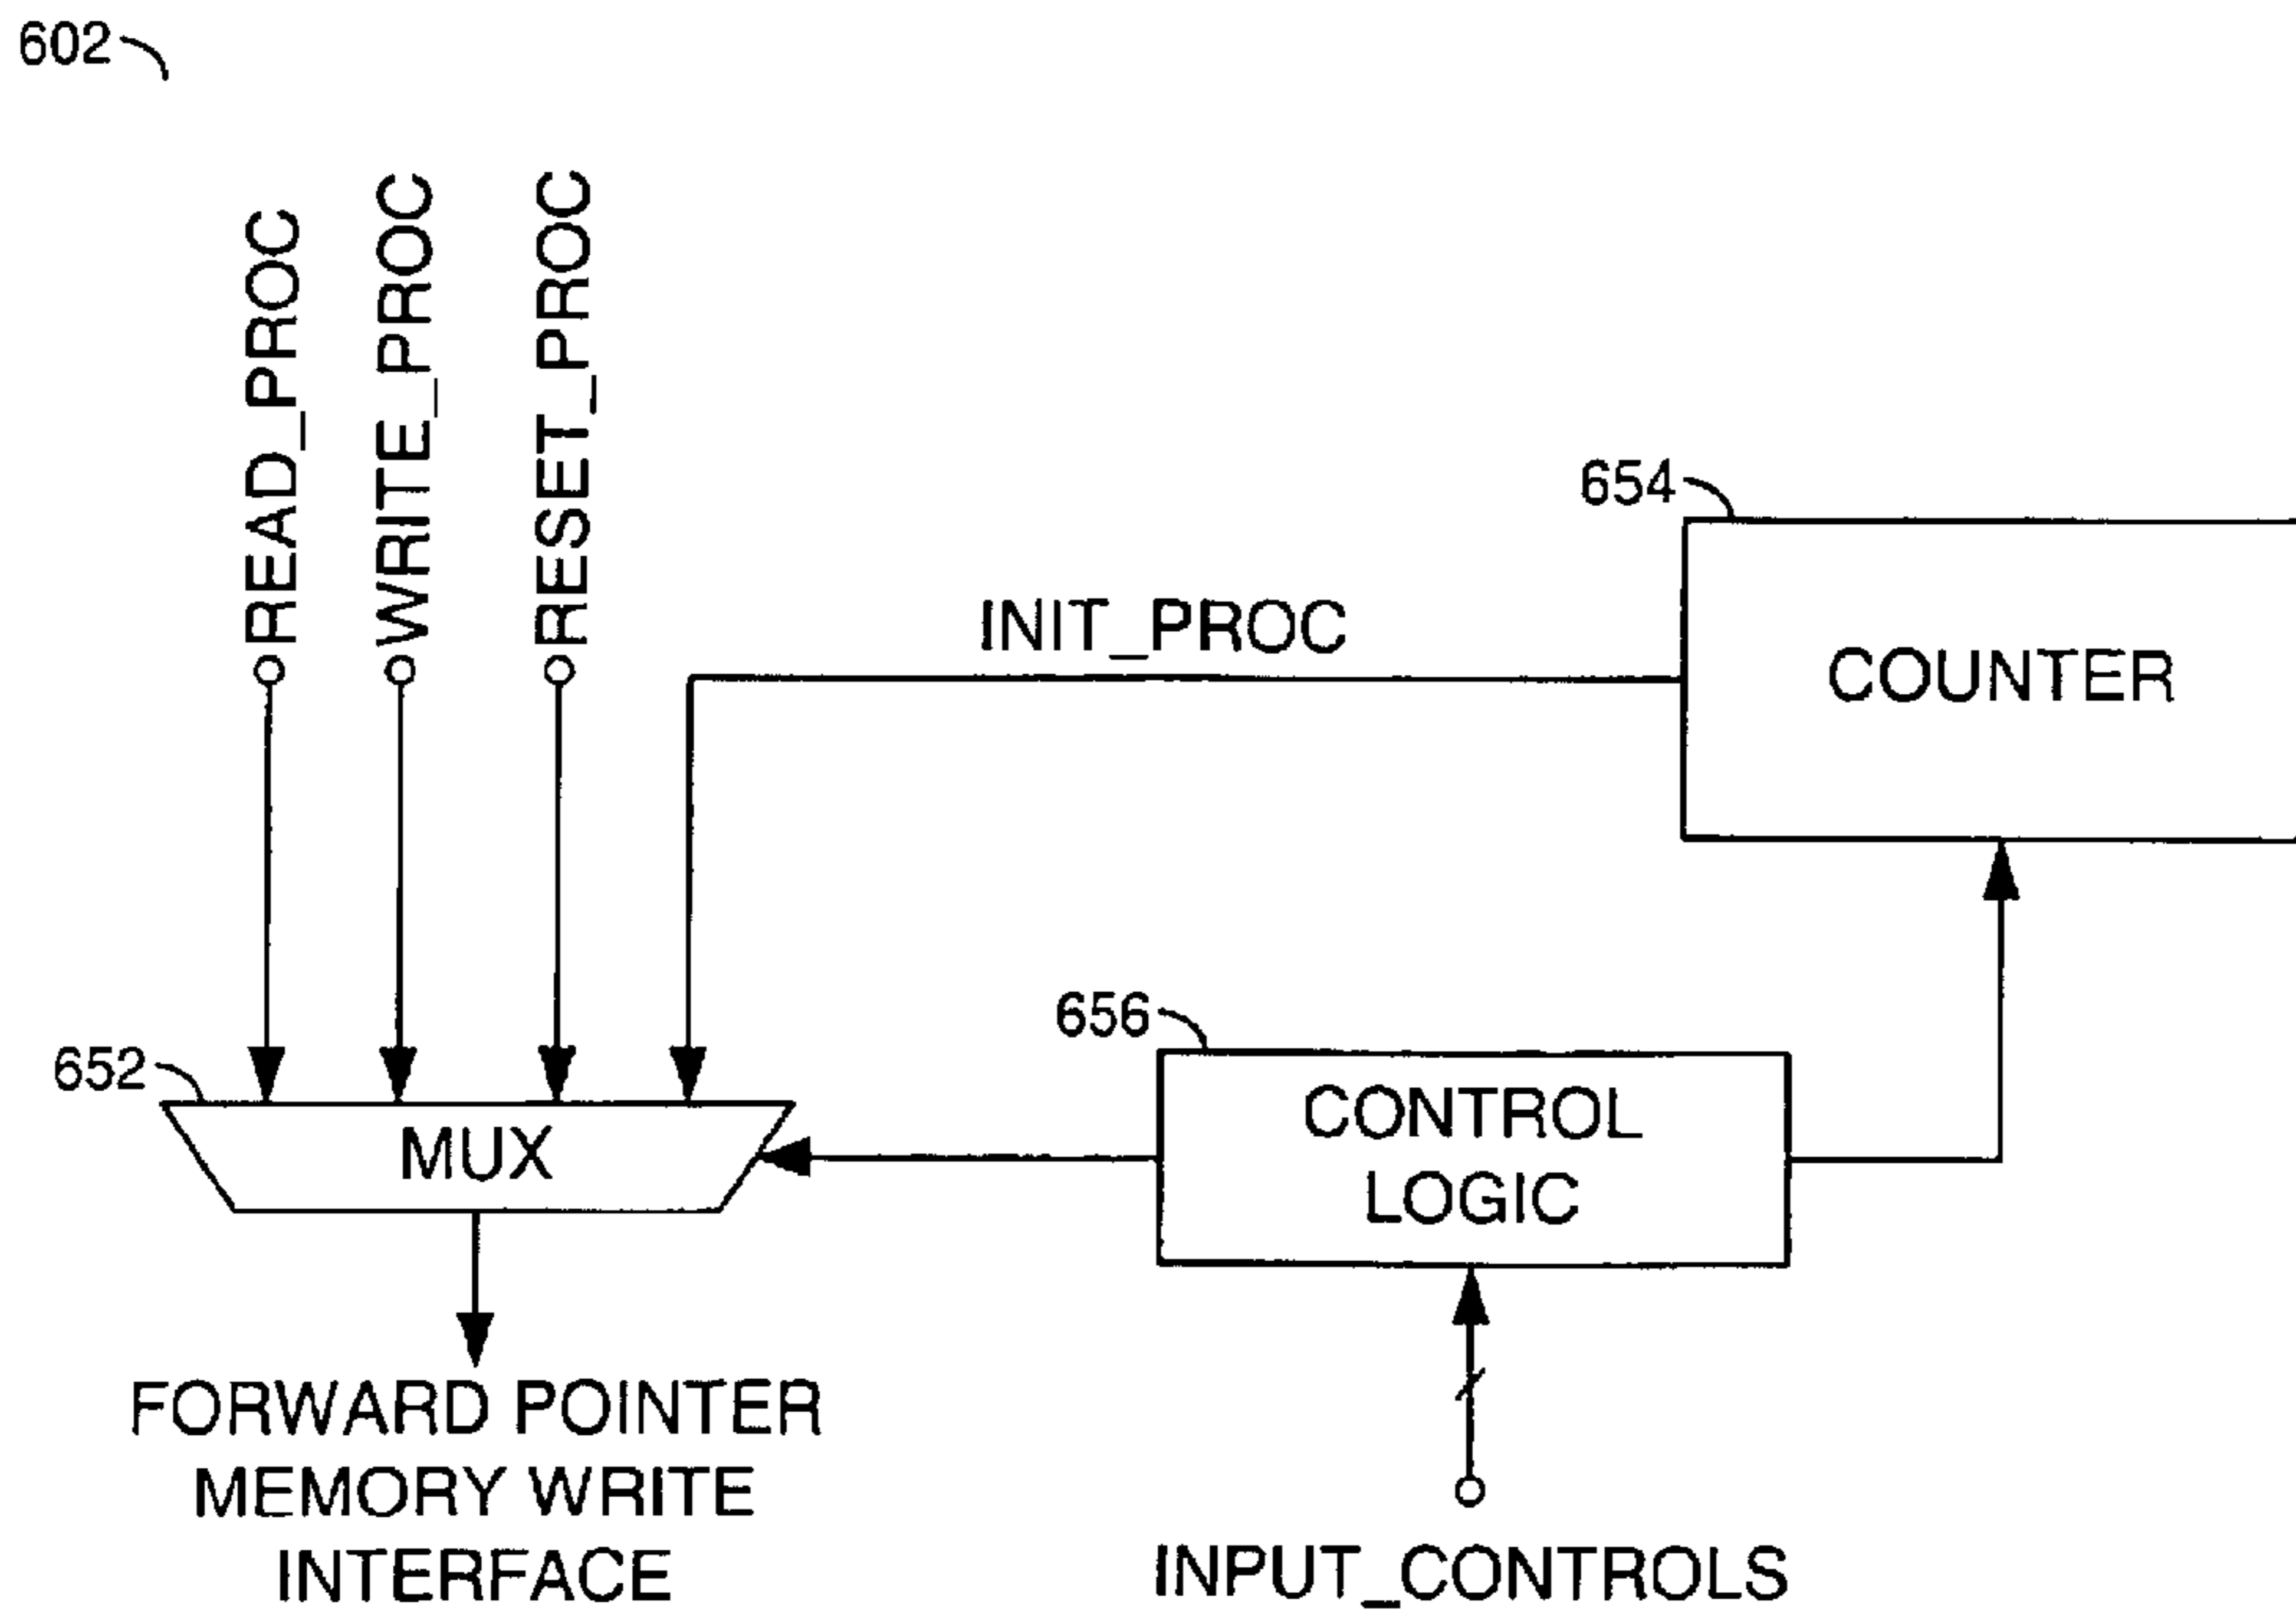 602
READ_PROC
WRITE_PROC
RESET_PROC
INIT_PROC
654
COUNTER
656
CONTROL
LOGIC
652
MUX
FORWARD POINTER
MEMORY WRITE
INTERFACE
INPUT_CONTROLS